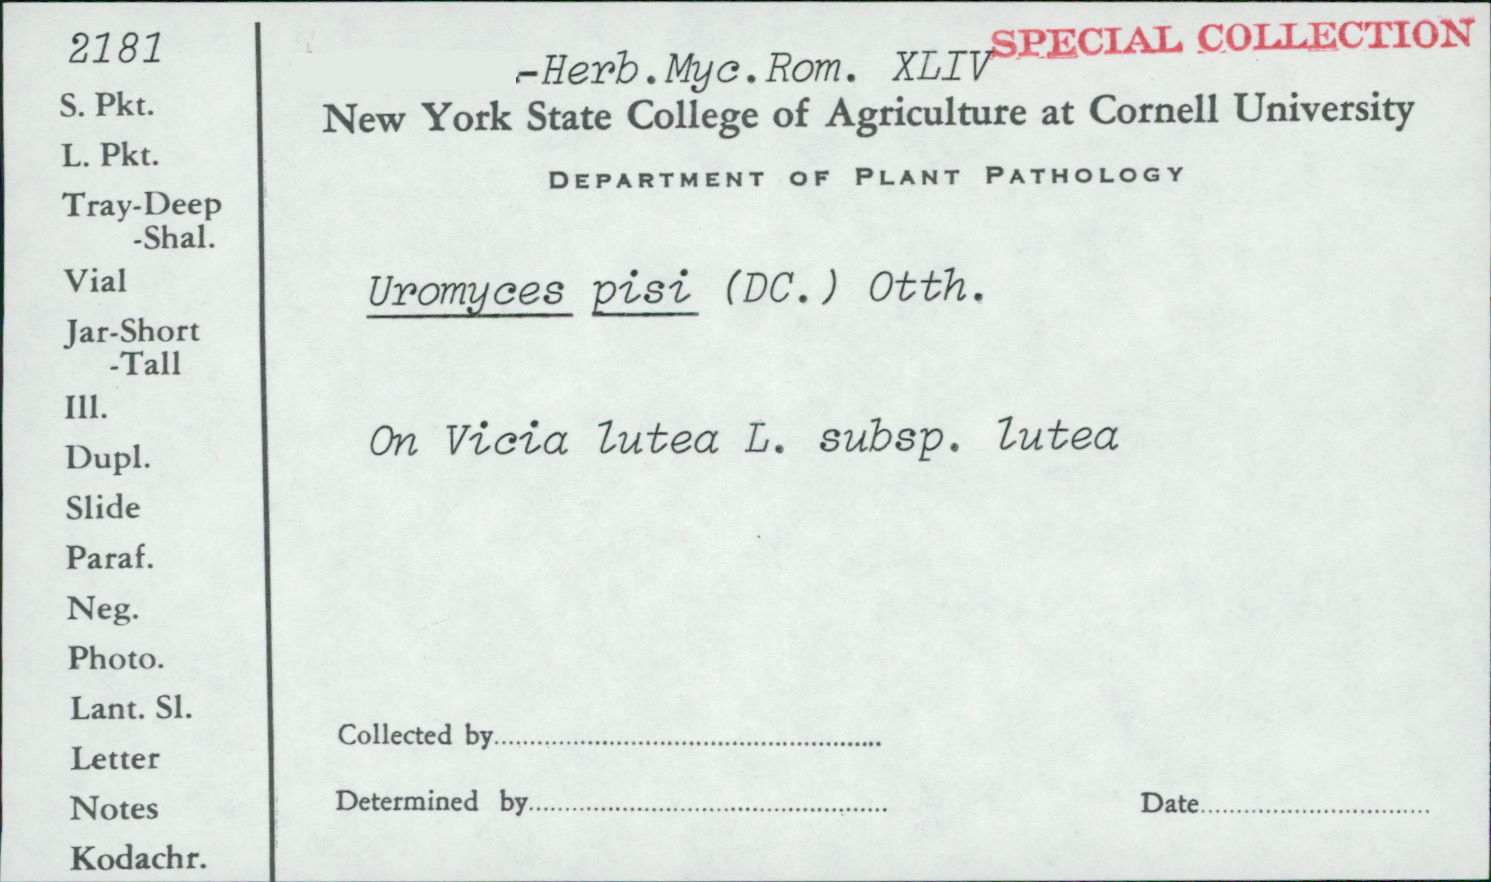 2181
S. Pkt.
L. Pkt.
Tray-Deep
-Shal.
Vial
Jar-Short
-Tall
Ill.
Dupl.
Slide
Paraf.
Neg.
Photo.
Lant. Sl.
Letter
Notes
Kodachr.
SPECIAL COLLECTION
-Herb.Myc.Rom. XLIV
New York State College of Agriculture at Cornell University
DEPARTMENT OF PLANT PATHOLOGY
Uromyces pisi (DC.) Otth.
On Vicia lutea L. subsp. lutea
Collected by
Determined by
Date